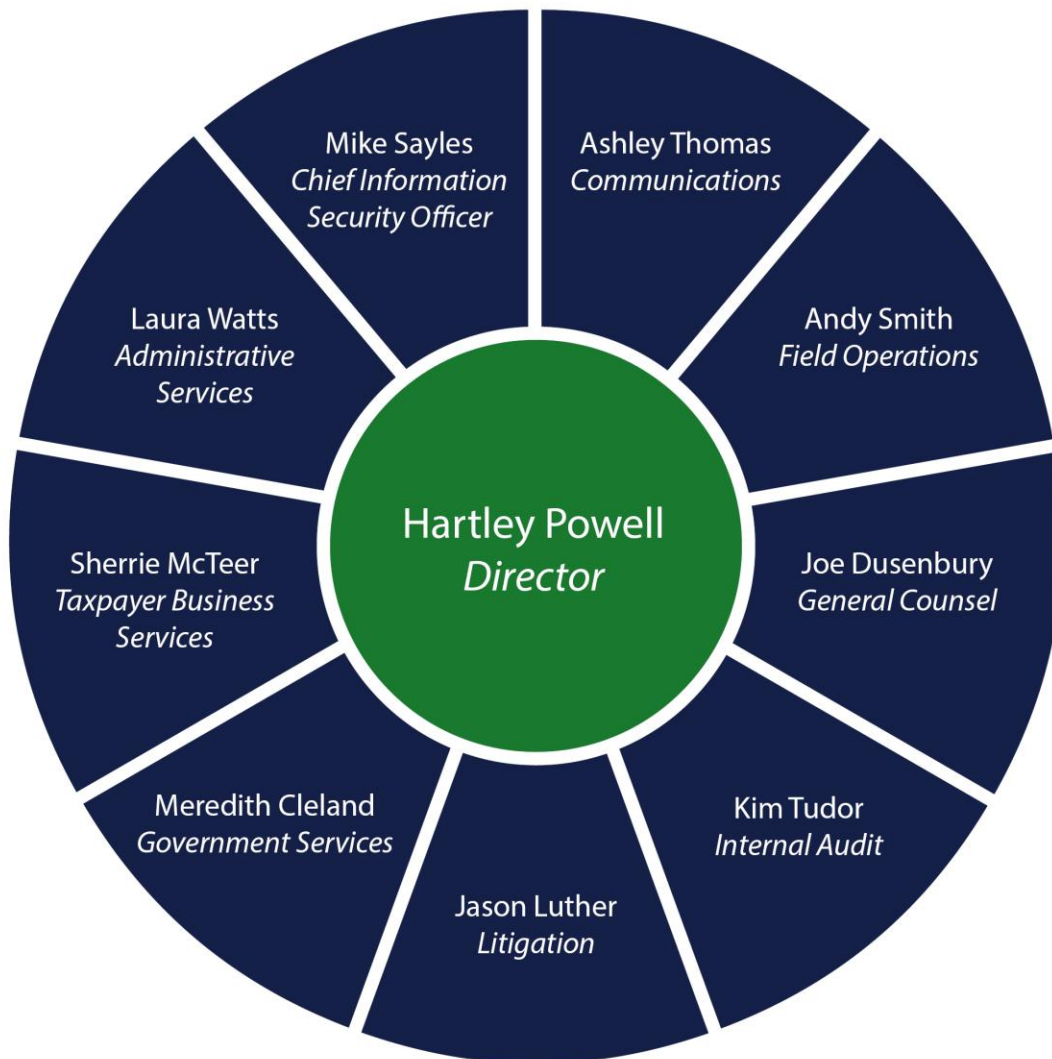 Mike Sayles
Chief Information
Security Officer
Ashley Thomas
Communications
Laura Watts
Administrative
Services
Andy Smith
Field Operations
Hartley Powell
Director
Sherrie McTeer
Taxpayer Business
Services
Joe Dusenbury
General Counsel
Meredith Cleland
Government Services
Kim Tudor
Internal Audit
Jason Luther
Litigation